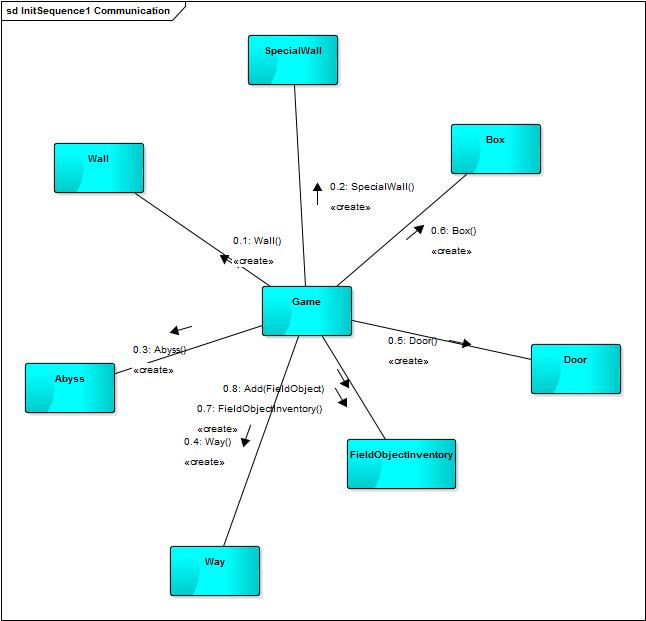 sd InitSequence1 Communication
SpecialWall
Box
Wall
0.2: SpecialWall()
«create»
0.6: Box()
«create»
0.1: Wall()
«create»
Game
0.5: Door()
«create»
0.3: Abyss()
«create»
Door
Abyss
0.8: Add(FieldObject)
0.7: FieldObjectInventory()
«create»
0.4: Way()
«create»
FieldObjectInventory
Way